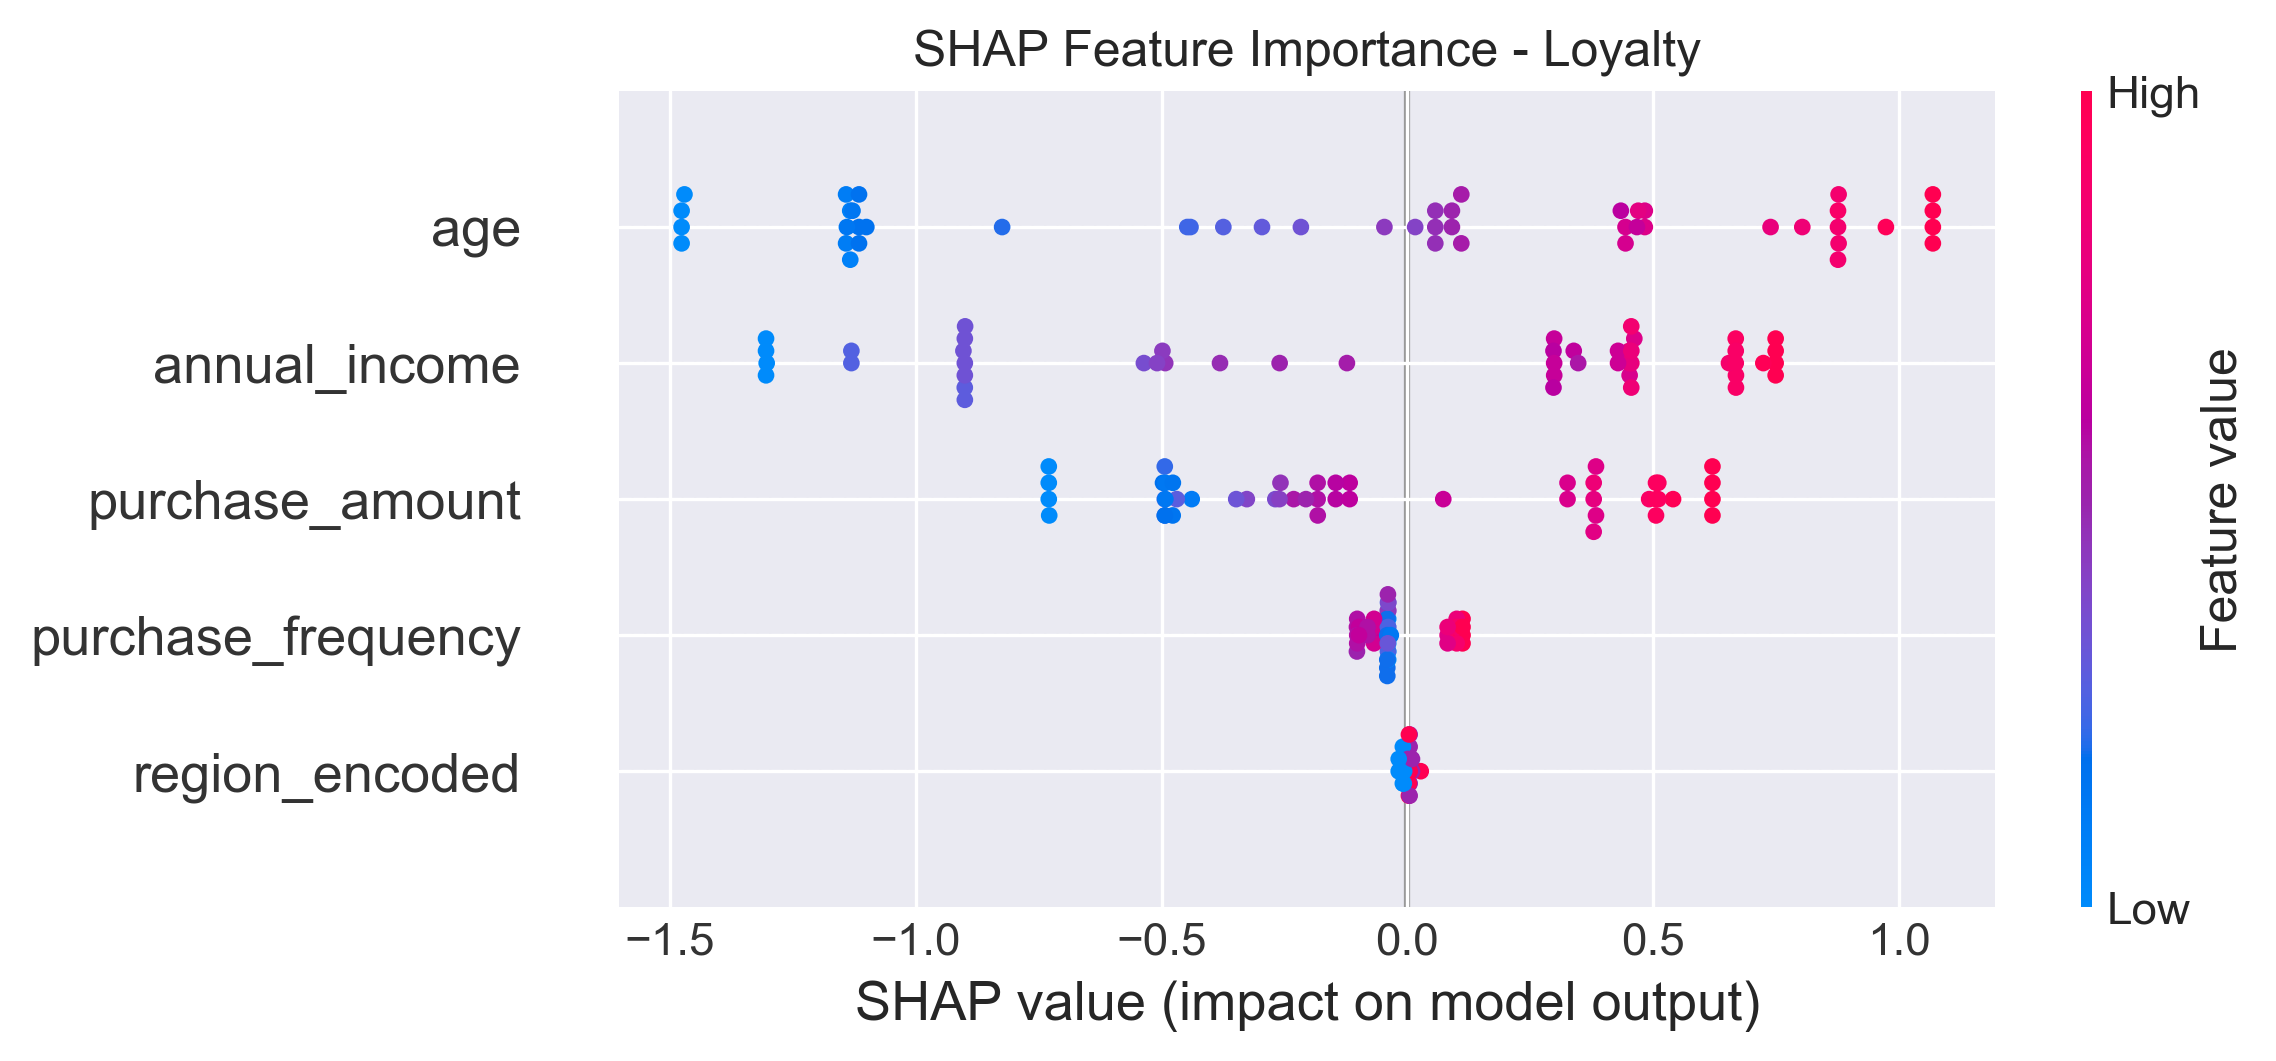 SHAP Feature Importance - Loyalty
High
age
annual_income
purchase_amount
purchase_frequency
region_encoded
Feature value
Low
−1.5 −1.0 −0.5 0.0 0.5 1.0
SHAP value (impact on model output)